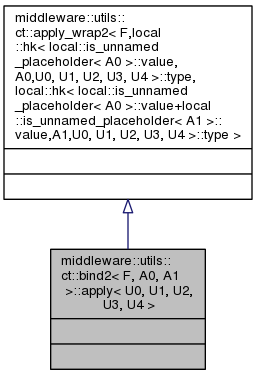 middleware::utils::
ct::apply_wrap2< F,local
::hk< local::is_unnamed
_placeholder< A0 >::value,
A0,U0, U1, U2, U3, U4 >::type,
local::hk< local::is_unnamed
_placeholder< A0 >::value+local
::is_unnamed_placeholder< A1 >::
value,A1,U0, U1, U2, U3, U4 >::type >
middleware::utils::
ct::bind2< F, A0, A1
>::apply< U0, U1, U2,
U3, U4 >